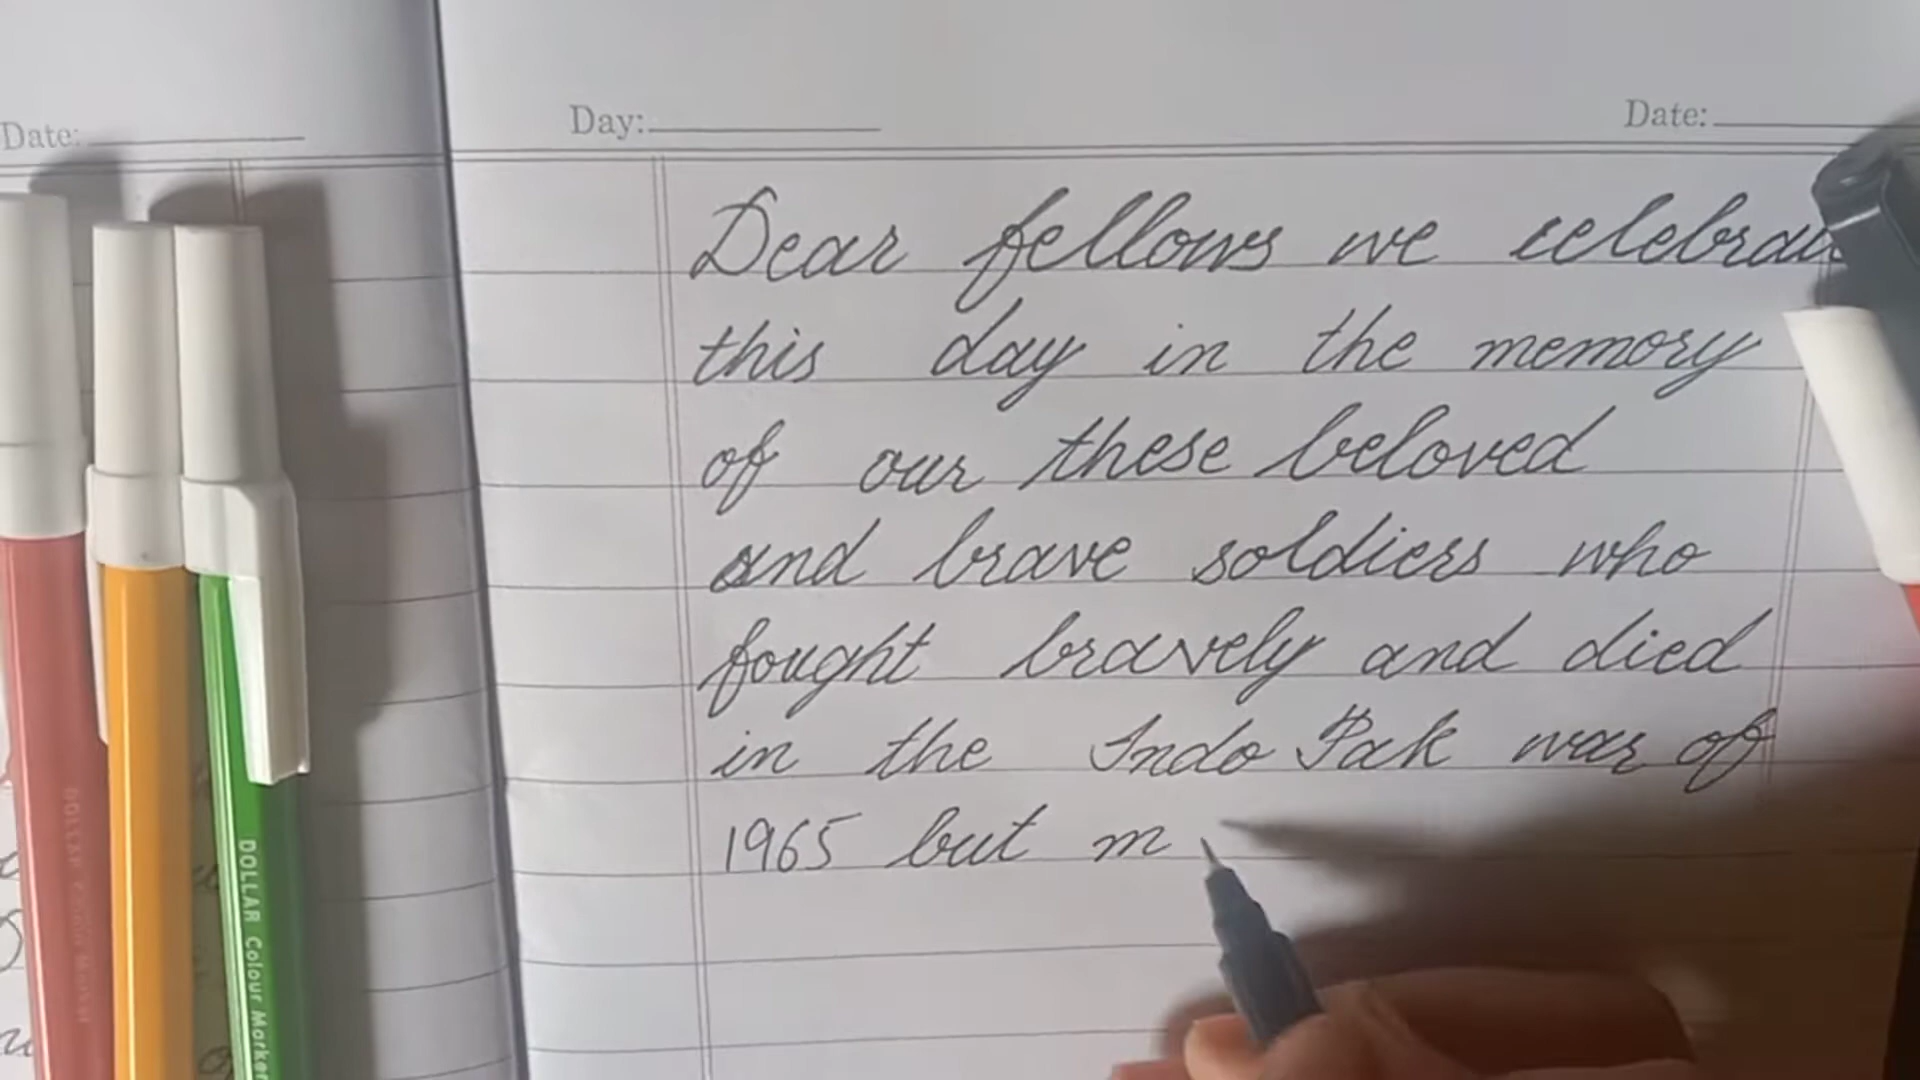 Date:
Day:
Date:
Dear fellows we celebrat
this day in the memory
of our these beloved
and brave soldiers who
fought bravely and died
in the Indo Pak war of
1965 but m
DOLLAR Colour Marker